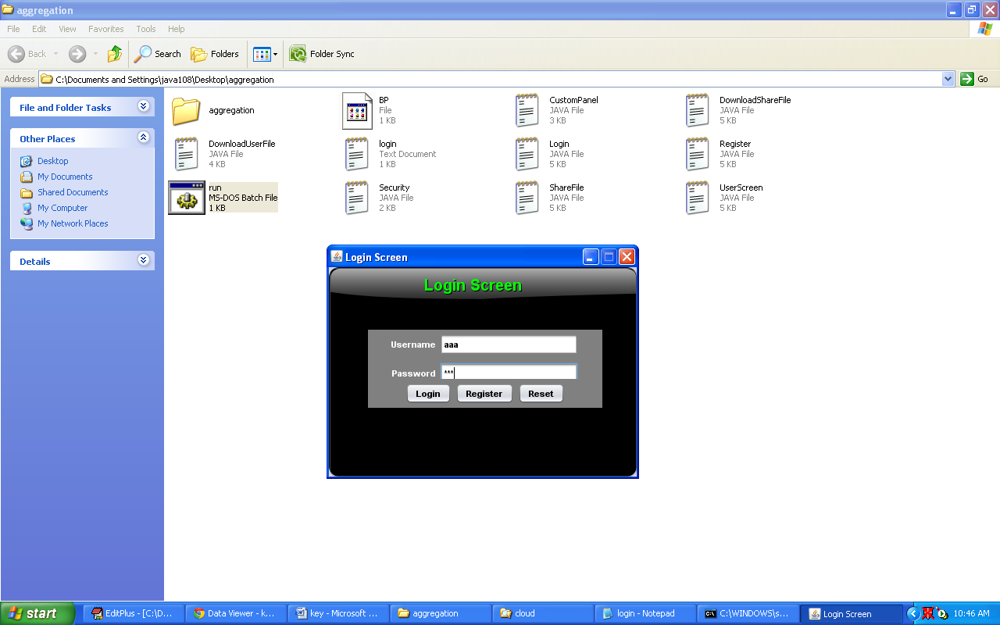 aggregation
File Edit View Favorites Tools Help
Back Search Folders Folder Sync
Address C:\Documents and Settings\java108\Desktop\aggregation Go
File and Folder Tasks
Other Places
Desktop
My Documents
Shared Documents
My Computer
My Network Places
Details
aggregation
BP
File
1 KB
CustomPanel
JAVA File
3 KB
DownloadShareFile
JAVA File
5 KB
DownloadUserFile
JAVA File
4 KB
login
Text Document
1 KB
Login
JAVA File
5 KB
Register
JAVA File
5 KB
run
MS-DOS Batch File
1 KB
Security
JAVA File
2 KB
ShareFile
JAVA File
5 KB
UserScreen
JAVA File
5 KB
Login Screen
Login Screen
Username aaa
Password ***
Login Register Reset
start EditPlus - [C:\D... Data Viewer - k... key - Microsoft ... aggregation cloud login - Notepad C:\WINDOWS\s... Login Screen 10:46 AM